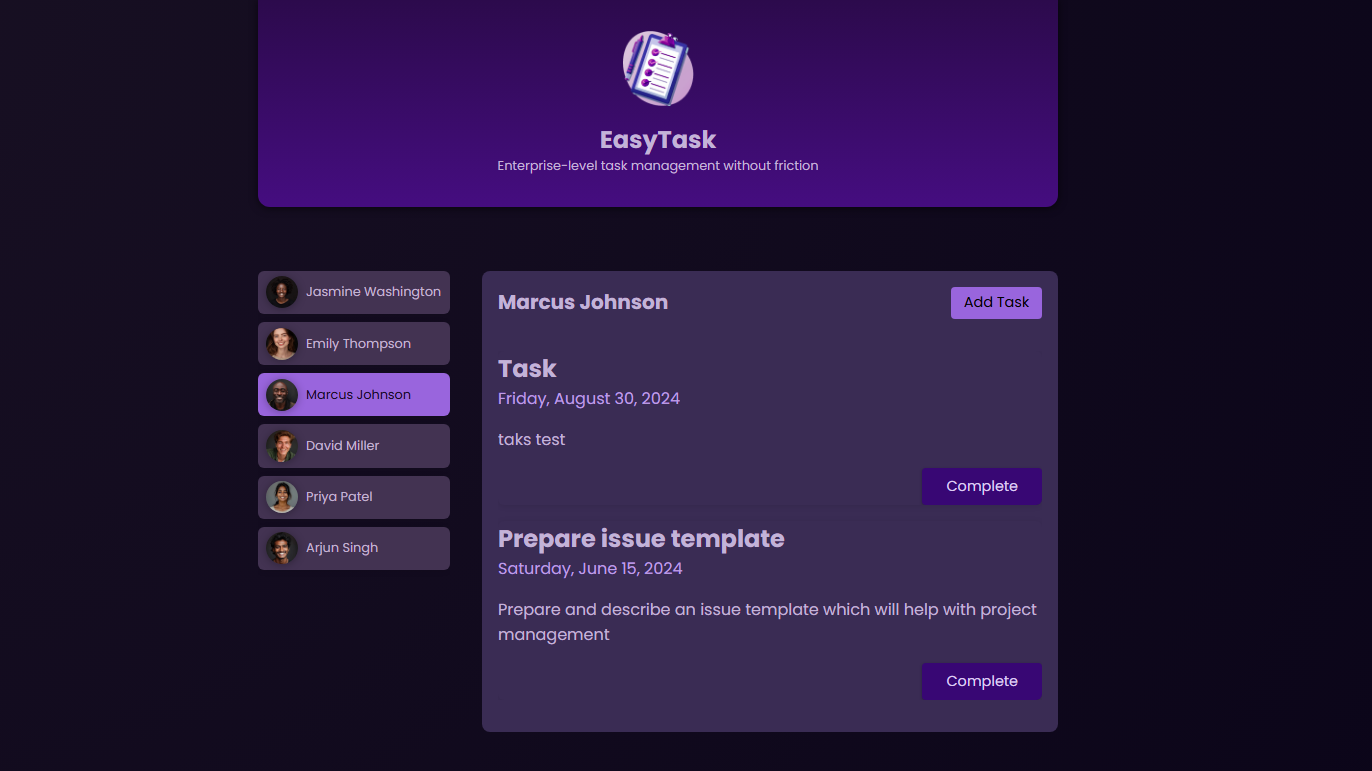 EasyTask
Enterprise-level task management without friction
Jasmine Washington
Emily Thompson
Marcus Johnson
David Miller
Priya Patel
Arjun Singh
Marcus Johnson
Add Task
Task
Friday, August 30, 2024
taks test
Complete
Prepare issue template
Saturday, June 15, 2024
Prepare and describe an issue template which will help with project
management
Complete